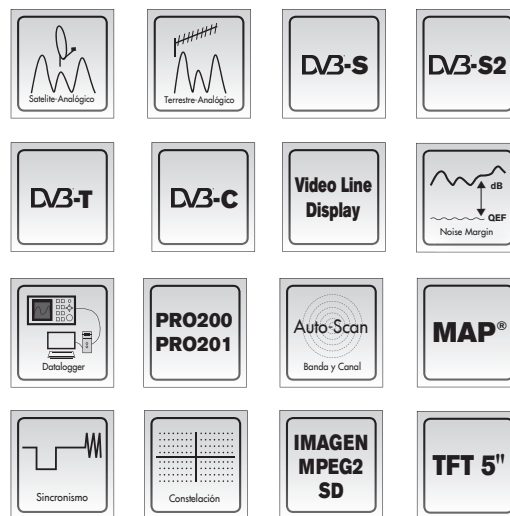 Satelite-Analógico
Terrestre-Analógico
DVB-S
DVB-S2
DVB-T
DVB-C
Video Line
Display
dB
QEF
Noise Margin
Datalogger
PRO200
PRO201
Auto-Scan
Banda y Canal
MAP®
Sincronismo
Constelación
IMAGEN
MPEG2
SD
TFT 5"